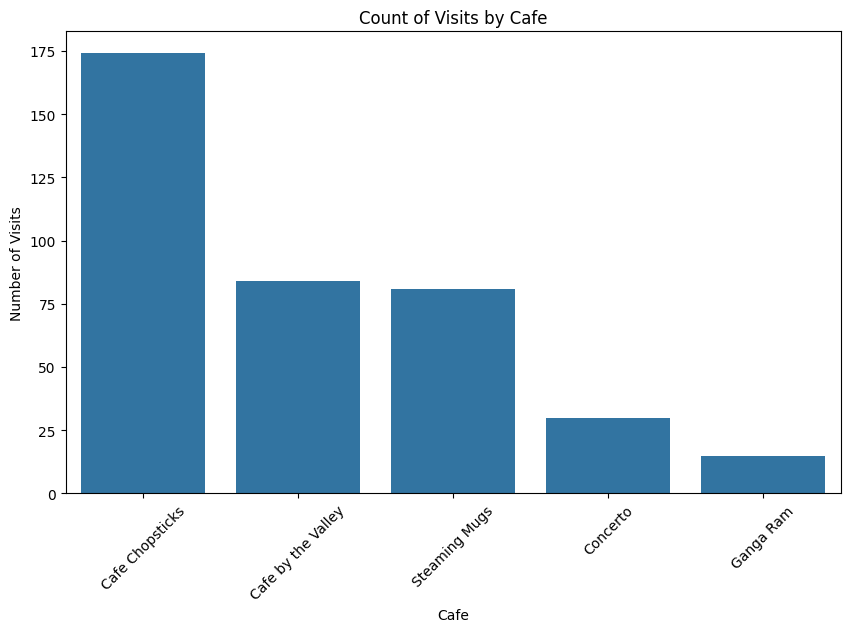 Count of Visits by Cafe
Number of Visits
175
150
125
100
75
50
25
0
Cafe Chopsticks
Cafe by the Valley
Steaming Mugs
Concerto
Ganga Ram
Cafe